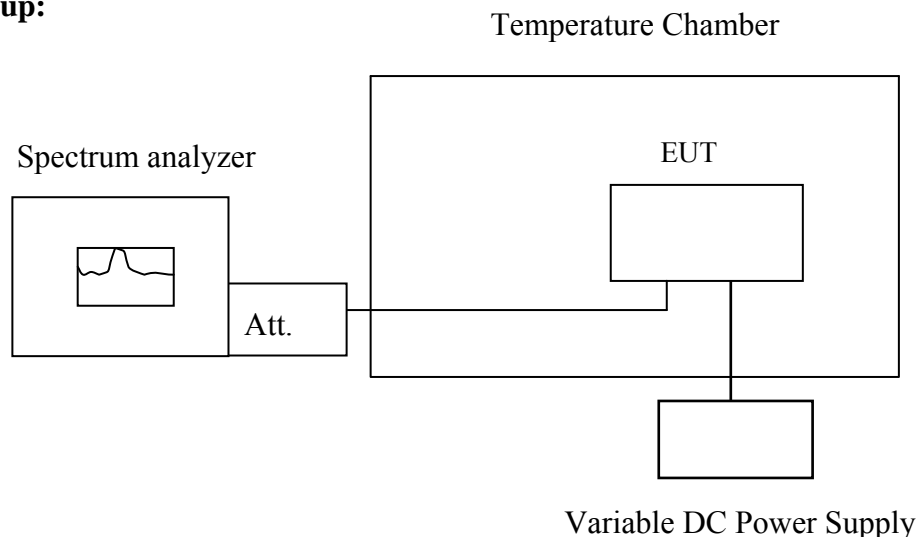 up:
Temperature Chamber
Spectrum analyzer
EUT
Att.
Variable DC Power Supply